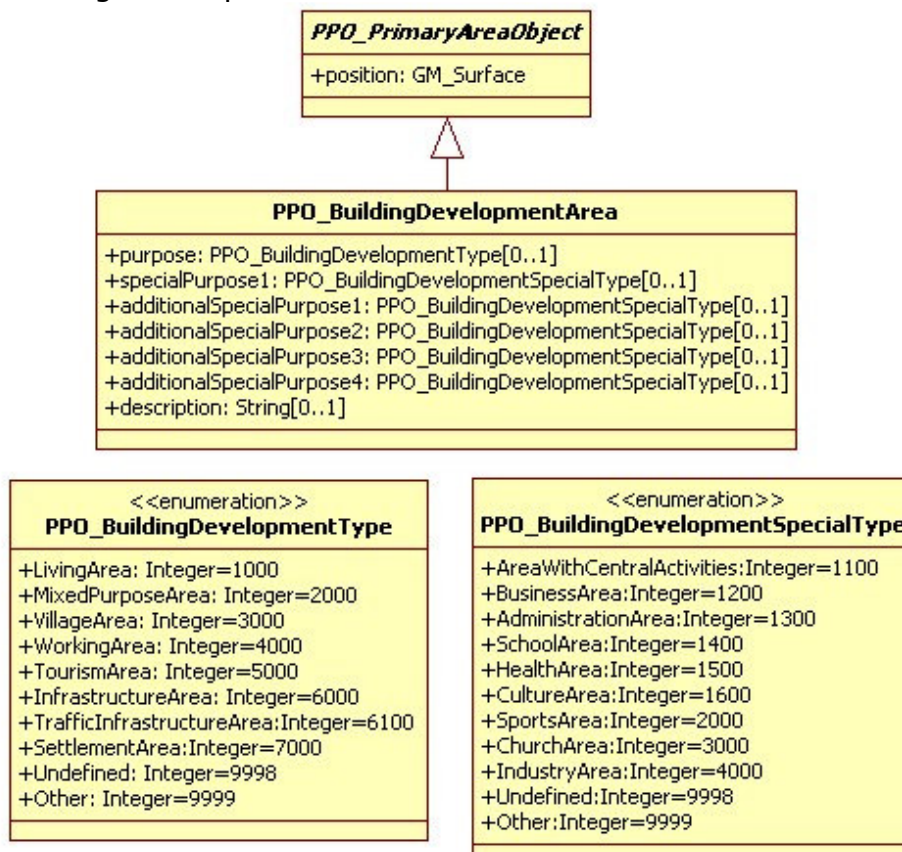 PPO_PrimaryAreaObject
+position: GM_Surface
PPO_BuildingDevelopmentArea
+purpose: PPO_BuildingDevelopmentType[0..1]
+specialPurpose1: PPO_BuildingDevelopmentSpecialType[0..1]
+additionalSpecialPurpose1: PPO_BuildingDevelopmentSpecialType[0..1]
+additionalSpecialPurpose2: PPO_BuildingDevelopmentSpecialType[0..1]
+additionalSpecialPurpose3: PPO_BuildingDevelopmentSpecialType[0..1]
+additionalSpecialPurpose4: PPO_BuildingDevelopmentSpecialType[0..1]
+description: String[0..1]
<<enumeration>>
PPO_BuildingDevelopmentType
+LivingArea: Integer=1000
+MixedPurposeArea: Integer=2000
+VillageArea: Integer=3000
+WorkingArea: Integer=4000
+TourismArea: Integer=5000
+InfrastructureArea: Integer=6000
+TrafficInfrastructureArea:Integer=6100
+SettlementArea:Integer=7000
+Undefined: Integer=9998
+Other: Integer=9999
<<enumeration>>
PPO_BuildingDevelopmentSpecialType
+AreaWithCentralActivities:Integer=1100
+BusinessArea:Integer=1200
+AdministrationArea:Integer=1300
+SchoolArea:Integer=1400
+HealthArea:Integer=1500
+CultureArea:Integer=1600
+SportsArea:Integer=2000
+ChurchArea:Integer=3000
+IndustryArea:Integer=4000
+Undefined:Integer=9998
+Other:Integer=9999